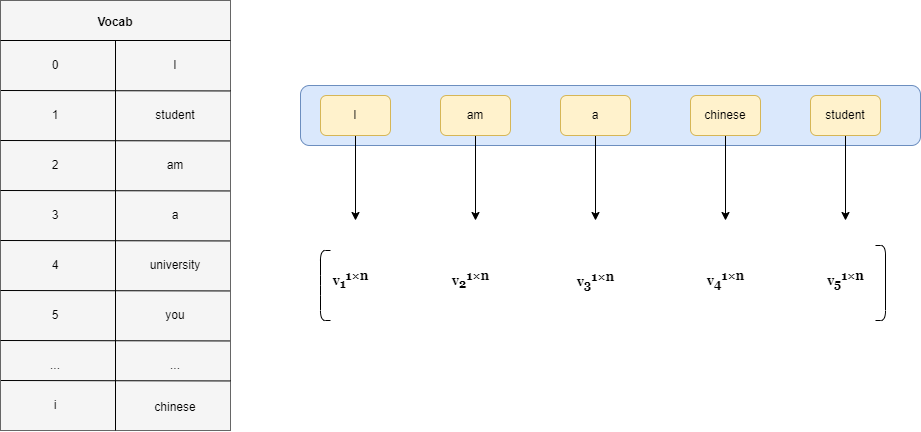 Vocab
0 I
1 student
2 am
3 a
4 university
5 you
... ...
i chinese
I am a chinese student
v₁¹ˣⁿ v₂¹ˣⁿ v₃¹ˣⁿ v₄¹ˣⁿ v₅¹ˣⁿ